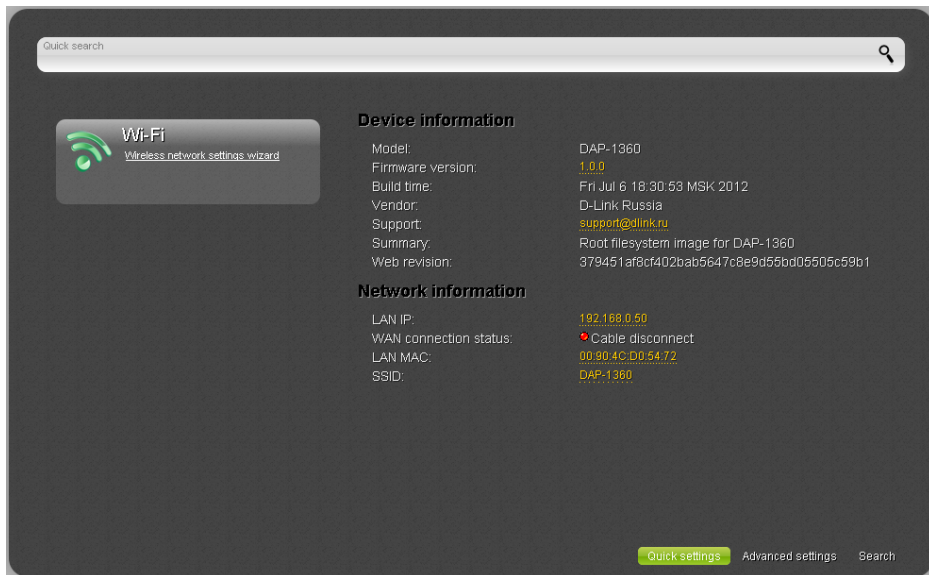 Quick search
Wi-Fi
Wireless network settings wizard
Device information
Model: DAP-1360
Firmware version: 1.0.0
Build time: Fri Jul 6 18:30:53 MSK 2012
Vendor: D-Link Russia
Support: support@dlink.ru
Summary: Root filesystem image for DAP-1360
Web revision: 379451af8cf402bab5647c8e9d55bd05505c59b1
Network information
LAN IP: 192.168.0.50
WAN connection status: Cable disconnect
LAN MAC: 00:90:4C:D0:54:72
SSID: DAP-1360
Quick settings Advanced settings Search